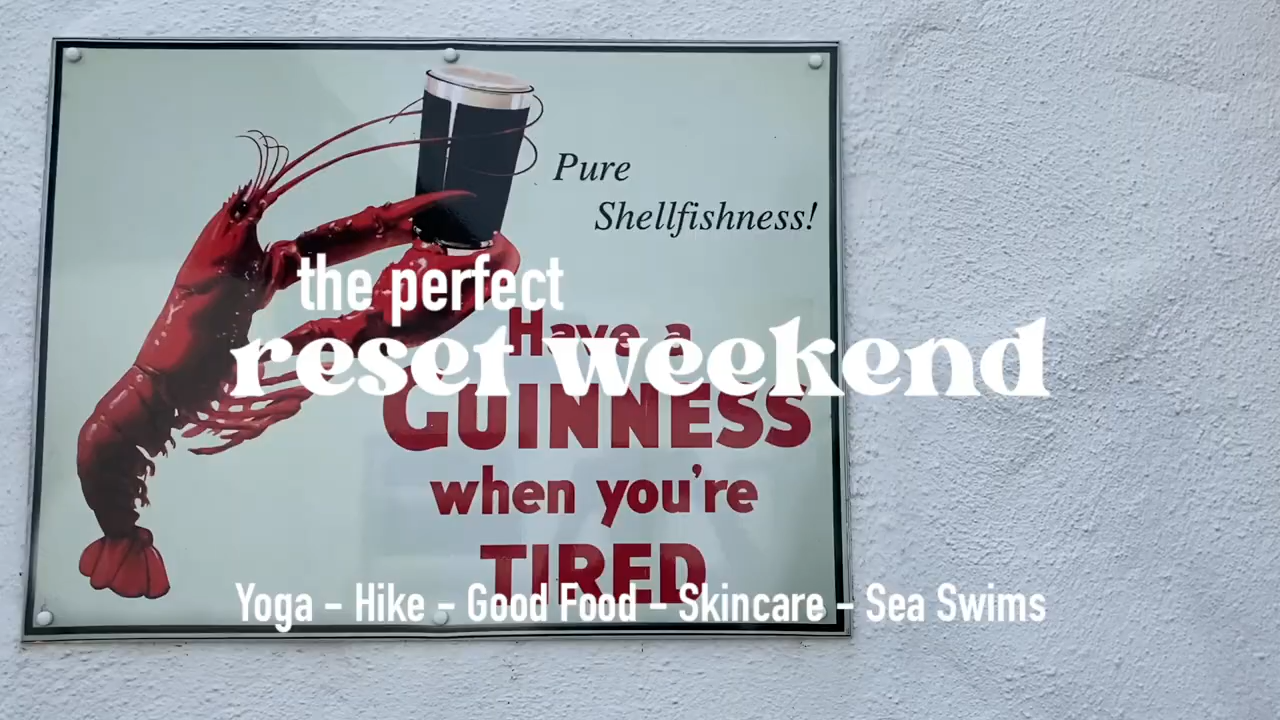 Pure
Shellfishness!
the perfect
Have a
reset weekend
GUINNESS
when you're
TIRED
Yoga - Hike - Good Food - Skincare - Sea Swims